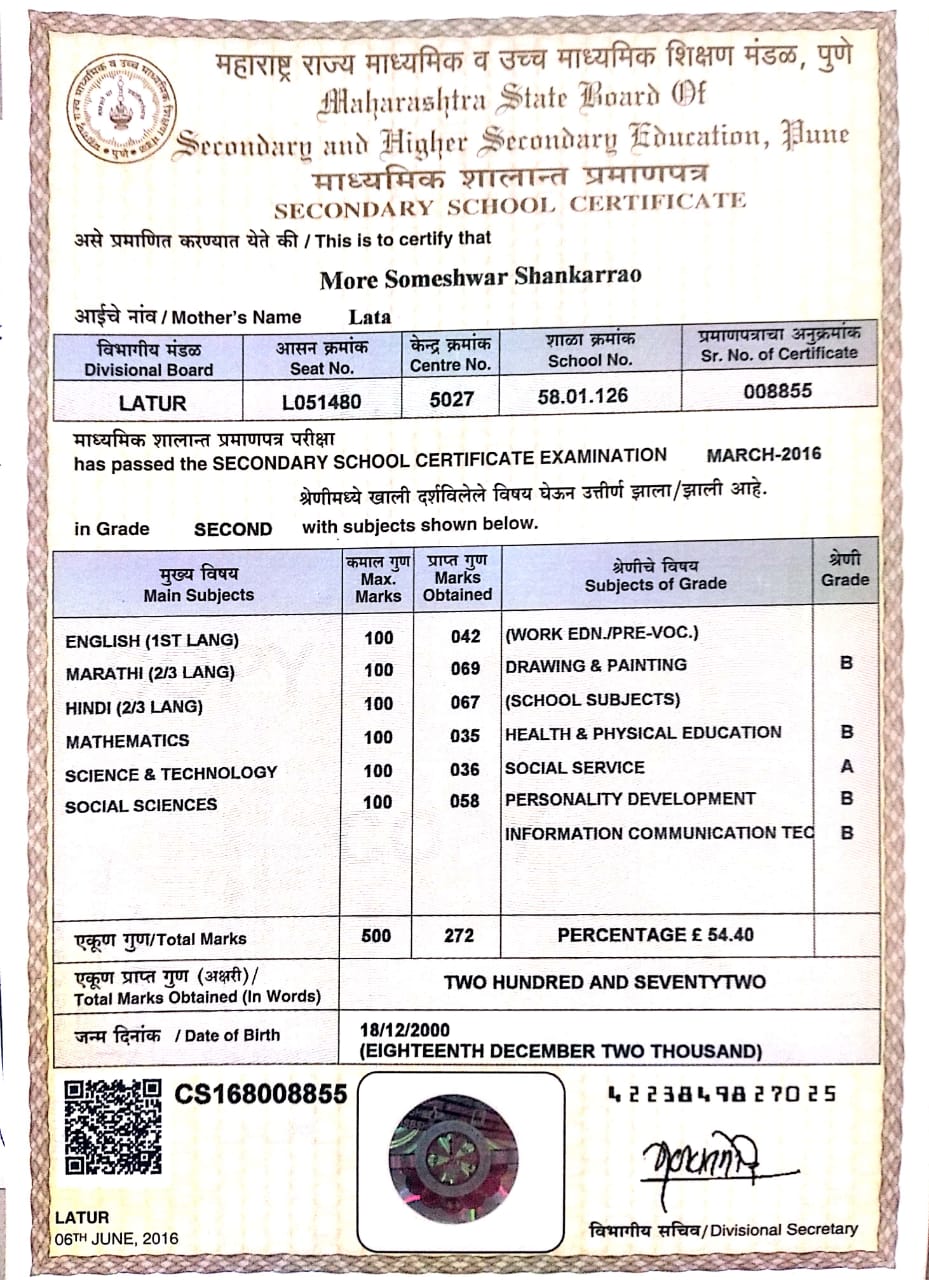 महाराष्ट्र राज्य माध्यमिक व उच्च माध्यमिक शिक्षण मंडळ, पुणे
Maharashtra State Board Of
Secondary and Higher Secondary Education, Pune
माध्यमिक शालान्त प्रमाणपत्र
SECONDARY SCHOOL CERTIFICATE
असे प्रमाणित करण्यात येते की / This is to certify that
More Someshwar Shankarrao
आईचे नांव / Mother's Name Lata
विभागीय मंडळ आसन क्रमांक केन्द्र क्रमांक शाळा क्रमांक प्रमाणपत्राचा अनुक्रमांक
Divisional Board Seat No. Centre No. School No. Sr. No. of Certificate
LATUR L051480 5027 58.01.126 008855
माध्यमिक शालान्त प्रमाणपत्र परीक्षा
has passed the SECONDARY SCHOOL CERTIFICATE EXAMINATION MARCH-2016
श्रेणीमध्ये खाली दर्शविलेले विषय घेऊन उत्तीर्ण झाला/झाली आहे.
in Grade SECOND with subjects shown below.
मुख्य विषय कमाल गुण प्राप्त गुण श्रेणीचे विषय श्रेणी
Main Subjects Max. Marks Marks Obtained Subjects of Grade Grade
ENGLISH (1ST LANG) 100 042 (WORK EDN./PRE-VOC.)
MARATHI (2/3 LANG) 100 069 DRAWING & PAINTING B
HINDI (2/3 LANG) 100 067 (SCHOOL SUBJECTS)
MATHEMATICS 100 035 HEALTH & PHYSICAL EDUCATION B
SCIENCE & TECHNOLOGY 100 036 SOCIAL SERVICE A
SOCIAL SCIENCES 100 058 PERSONALITY DEVELOPMENT B
INFORMATION COMMUNICATION TEC B
एकूण गुण/Total Marks 500 272 PERCENTAGE £ 54.40
एकूण प्राप्त गुण (अक्षरी)/
Total Marks Obtained (In Words) TWO HUNDRED AND SEVENTYTWO
जन्म दिनांक / Date of Birth 18/12/2000
(EIGHTEENTH DECEMBER TWO THOUSAND)
CS168008855
4223849827025
LATUR
06TH JUNE, 2016
विभागीय सचिव/Divisional Secretary